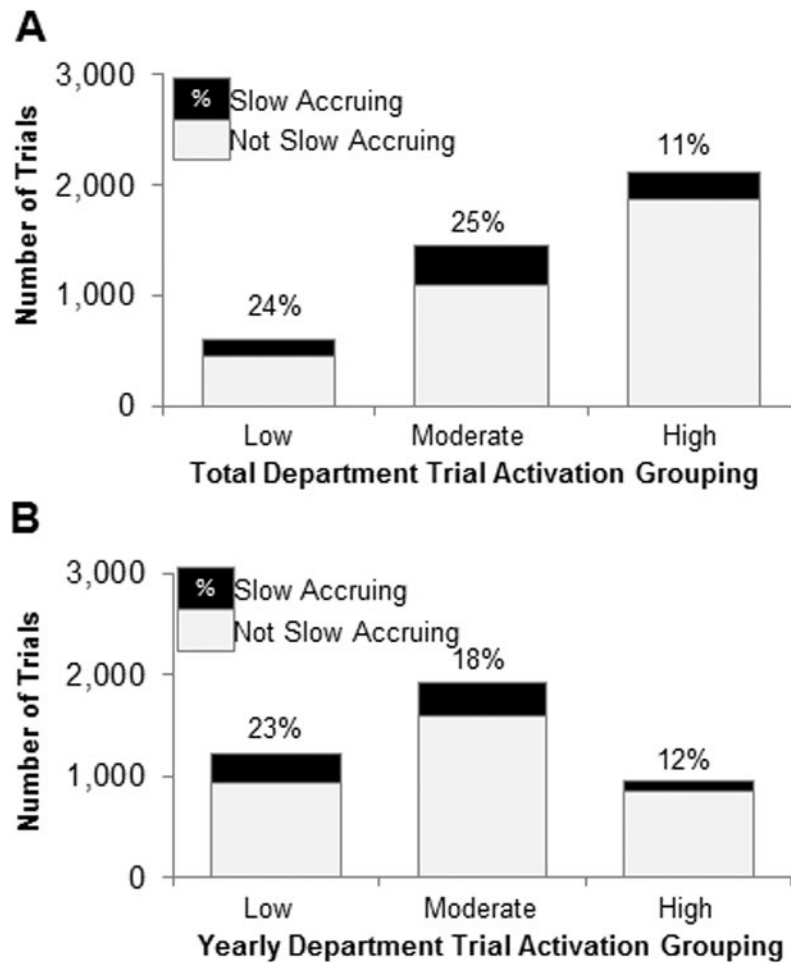 A
3,000
% Slow Accruing
Not Slow Accruing
11%
2,000
25%
1,000
24%
0
Number of Trials
Low Moderate High
Total Department Trial Activation Grouping
B
3,000
% Slow Accruing
Not Slow Accruing
18%
2,000
23%
12%
1,000
0
Number of Trials
Low Moderate High
Yearly Department Trial Activation Grouping